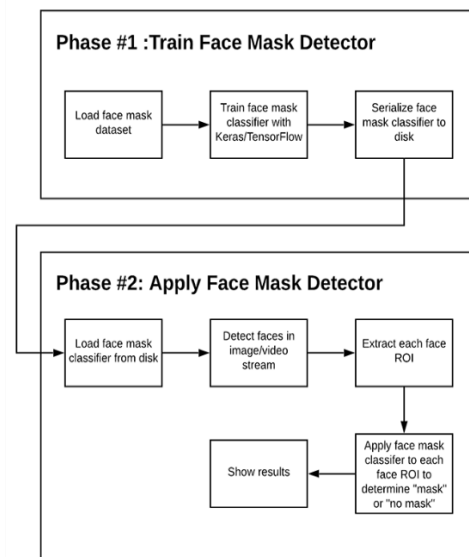 Phase #1 :Train Face Mask Detector
Load face mask
dataset
Train face mask
classifier with
Keras/TensorFlow
Serialize face
mask classifier to
disk
Phase #2: Apply Face Mask Detector
Load face mask
classifier from disk
Detect faces in
image/video
stream
Extract each face
ROI
Apply face mask
classifer to each
face ROI to
determine "mask"
or "no mask"
Show results